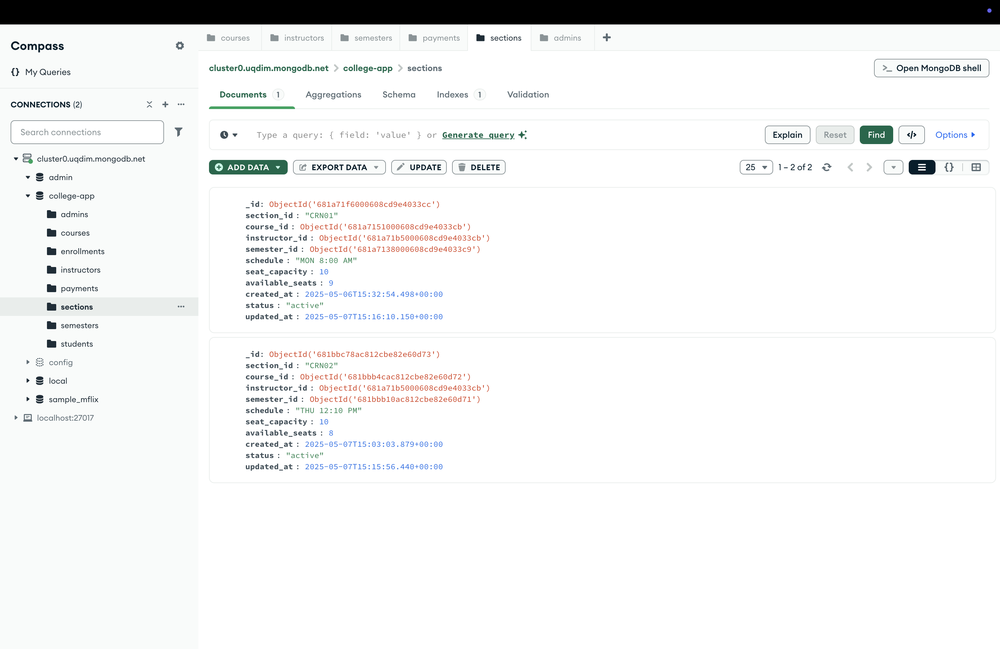 Compass
My Queries
CONNECTIONS (2)
Search connections
cluster0.uqdim.mongodb.net
admin
college-app
admins
courses
enrollments
instructors
payments
sections
semesters
students
config
local
sample_mflix
localhost:27017
courses
instructors
semesters
payments
sections
admins
cluster0.uqdim.mongodb.net > college-app > sections
Open MongoDB shell
Documents 1
Aggregations
Schema
Indexes 1
Validation
Type a query: { field: 'value' } or Generate query
Explain
Reset
Find
</>
Options
ADD DATA
EXPORT DATA
UPDATE
DELETE
25
1 – 2 of 2
{}
_id: ObjectId('681a71f6000608cd9e4033cc')
section_id : "CRN01"
course_id : ObjectId('681a7151000608cd9e4033cb')
instructor_id : ObjectId('681a71b5000608cd9e4033cb')
semester_id : ObjectId('681a7138000608cd9e4033c9')
schedule : "MON 8:00 AM"
seat_capacity : 10
available_seats : 9
created_at : 2025-05-06T15:32:54.498+00:00
status : "active"
updated_at : 2025-05-07T15:16:10.150+00:00
_id: ObjectId('681bbc78ac812cbe82e60d73')
section_id : "CRN02"
course_id : ObjectId('681bbb4cac812cbe82e60d72')
instructor_id : ObjectId('681a71b5000608cd9e4033cb')
semester_id : ObjectId('681bbb10ac812cbe82e60d71')
schedule : "THU 12:10 PM"
seat_capacity : 10
available_seats : 8
created_at : 2025-05-07T15:03:03.879+00:00
status : "active"
updated_at : 2025-05-07T15:15:56.440+00:00